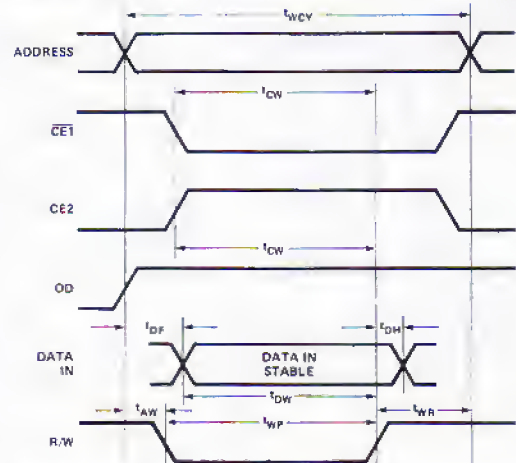 tWCY
ADDRESS
tCW
CE1
CE2
tCW
OD
tDF
tDH
DATA IN
DATA IN STABLE
tDW
tAW
tWP
tWR
R/W